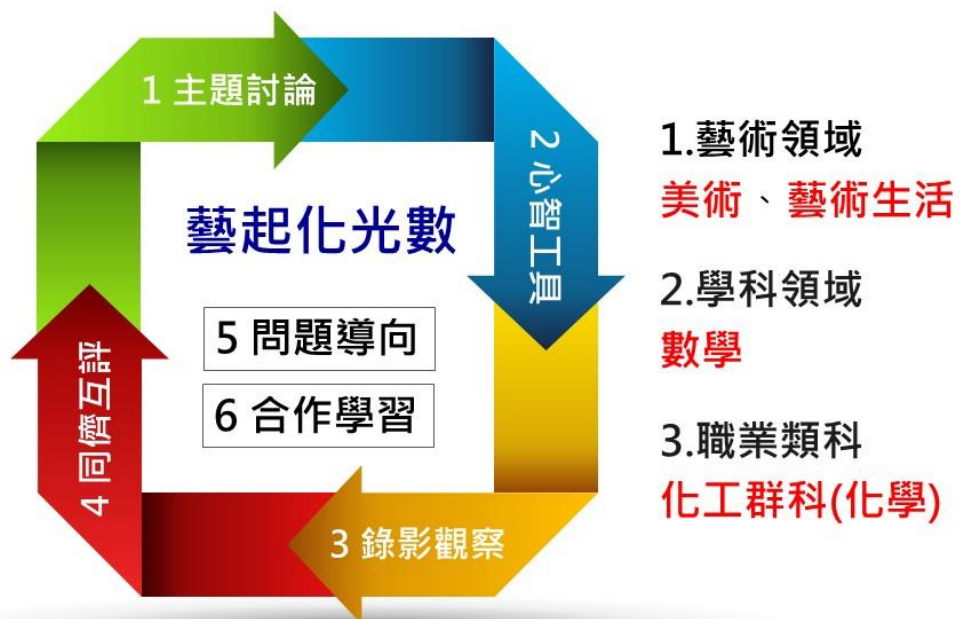 1 主題討論
2 心智工具
藝起化光數
5 問題導向
6 合作學習
3 錄影觀察
4 同儕互評
1.藝術領域
美術、藝術生活
2.學科領域
數學
3.職業類科
化工群科(化學)